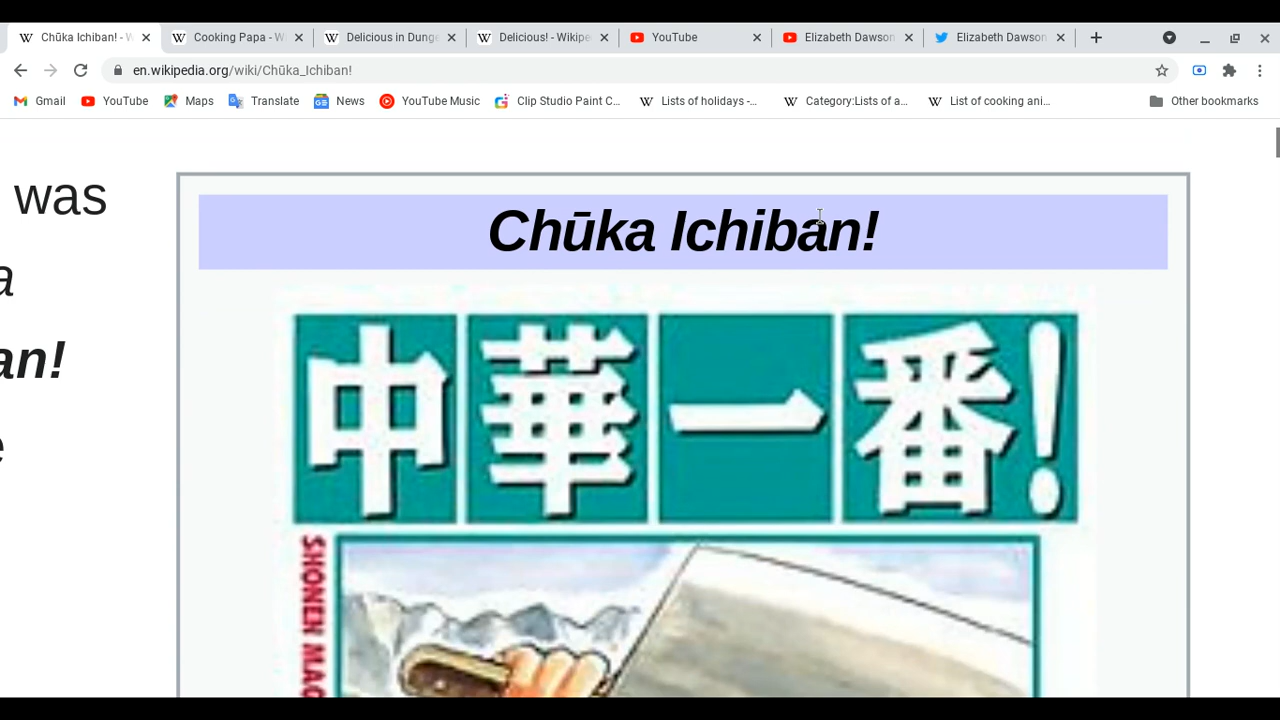 Chūka Ichiban! - W
Cooking Papa - W
Delicious in Dunge
Delicious! - Wikipe
YouTube
Elizabeth Dawson
Elizabeth Dawson
en.wikipedia.org/wiki/Chūka_Ichiban!
Gmail
YouTube
Maps
Translate
News
YouTube Music
Clip Studio Paint C...
Lists of holidays -...
Category:Lists of a...
List of cooking ani...
Other bookmarks
was
a
an!
e
Chūka Ichiban!
中華一番!
SHONEN MAG